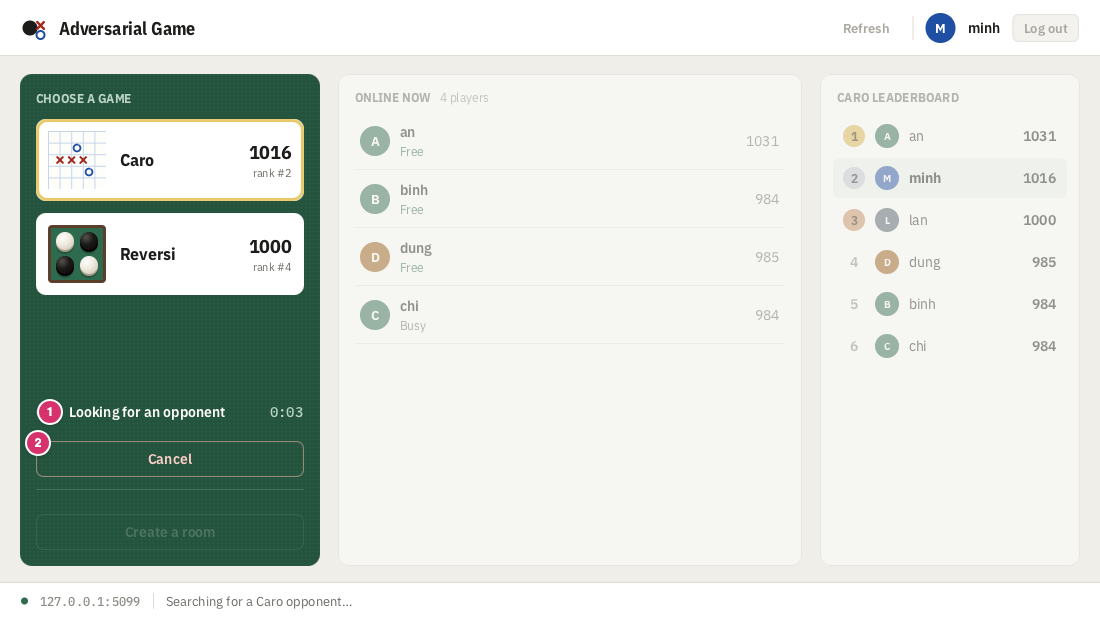 Adversarial Game
Refresh
M
minh
Log out
CHOOSE A GAME
Caro
1016
rank #2
Reversi
1000
rank #4
1
Looking for an opponent
0:03
2
Cancel
Create a room
ONLINE NOW 4 players
A
an
Free
1031
B
binh
Free
984
D
dung
Free
985
C
chi
Busy
984
CARO LEADERBOARD
1 A an 1031
2 M minh 1016
3 L lan 1000
4 D dung 985
5 B binh 984
6 C chi 984
127.0.0.1:5099
Searching for a Caro opponent...